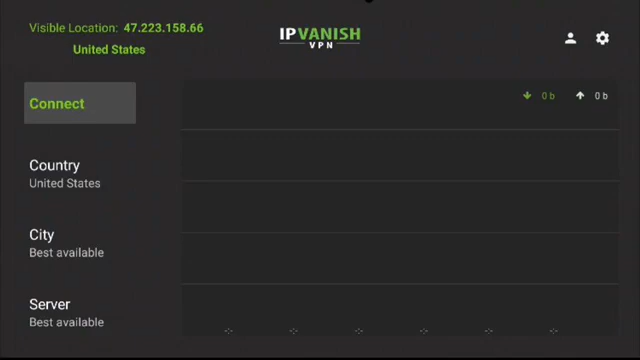 Visible Location: 47.223.158.66
United States
IPVANISH
VPN
Connect
0 b
0 b
Country
United States
City
Best available
Server
Best available
-:- -:- -:- -:- -:- -:-